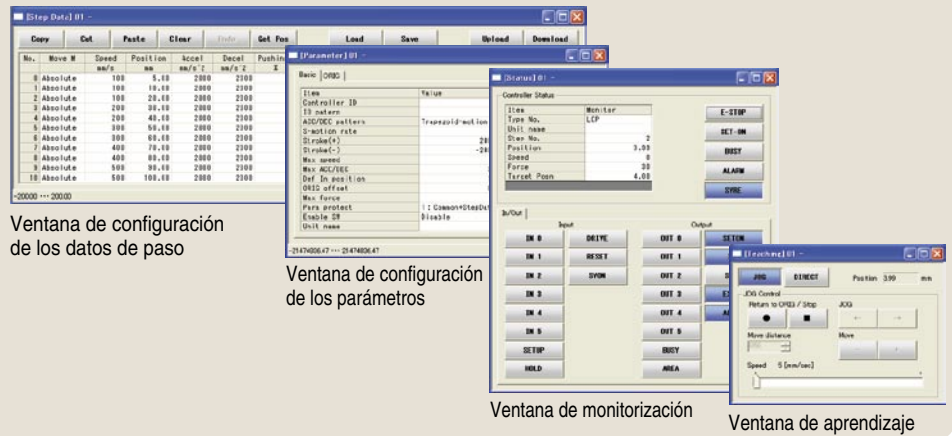 [Step Data] 01 -
Copy Cut Paste Clear Undo Get Pos Load Save Upload Download
No. Move M Speed Position Accel Decel Pushing
mm/s mm mm/s^2 mm/s^2 %
0 Absolute 100 5.00 2000 2000
1 Absolute 100 10.00 2000 2000
2 Absolute 100 20.00 2000 2000
3 Absolute 200 30.00 2000 2000
4 Absolute 200 40.00 2000 2000
5 Absolute 300 50.00 2000 2000
6 Absolute 300 60.00 2000 2000
7 Absolute 400 70.00 2000 2000
8 Absolute 400 80.00 2000 2000
9 Absolute 500 90.00 2000 2000
10 Absolute 500 100.00 2000 2000
-200.00 --- 200.00
Ventana de configuración
de los datos de paso
[Parameter] 01 -
Basic ORIG
Item Value
Controller ID
IO patern
ACC/DEC pattern Trapezoid-motion
S-motion rate
Stroke(+) 20
Stroke(-) -20
Max speed
Max ACC/DEC
Def In position
ORIG offset
Max force
Para protect 1: Common+StepDat
Enable SW Disable
Unit name
-21474836.47 --- 21474836.47
Ventana de configuración
de los parámetros
[Status] 01 -
Controller Status
Item Monitor
Type No. LCP
Unit name
Step No. 2
Position 3.99
Speed 0
Force 30
Target Posn 4.00
E-STOP
SET-ON
BUSY
ALARM
SVRE
In/Out
Input Output
IN 0 DRIVE OUT 0 SETON
IN 1 RESET OUT 1
IN 2 SVON OUT 2
IN 3 OUT 3
IN 4 OUT 4
IN 5 OUT 5
SETUP BUSY
HOLD AREA
Ventana de monitorización
[Teaching] 01 -
JOG DIRECT Position 3.99 mm
JOG Control
Return to ORIG / Stop JOG
Move distance Move
Speed 5 [mm/sec]
Ventana de aprendizaje